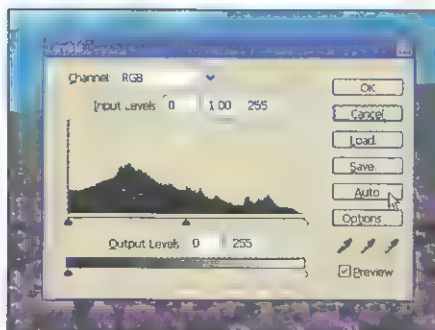 Channel: RGB
OK
Input Levels 0 1.00 255
Cancel
Load...
Save...
Auto
Options...
Output Levels 0 255
Preview